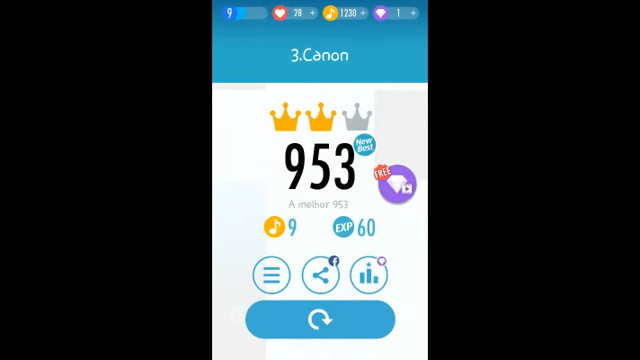 9 28 + 1230 + 1 +
3.Canon
953
New Best
FREE
A melhor 953
9 EXP 60
f